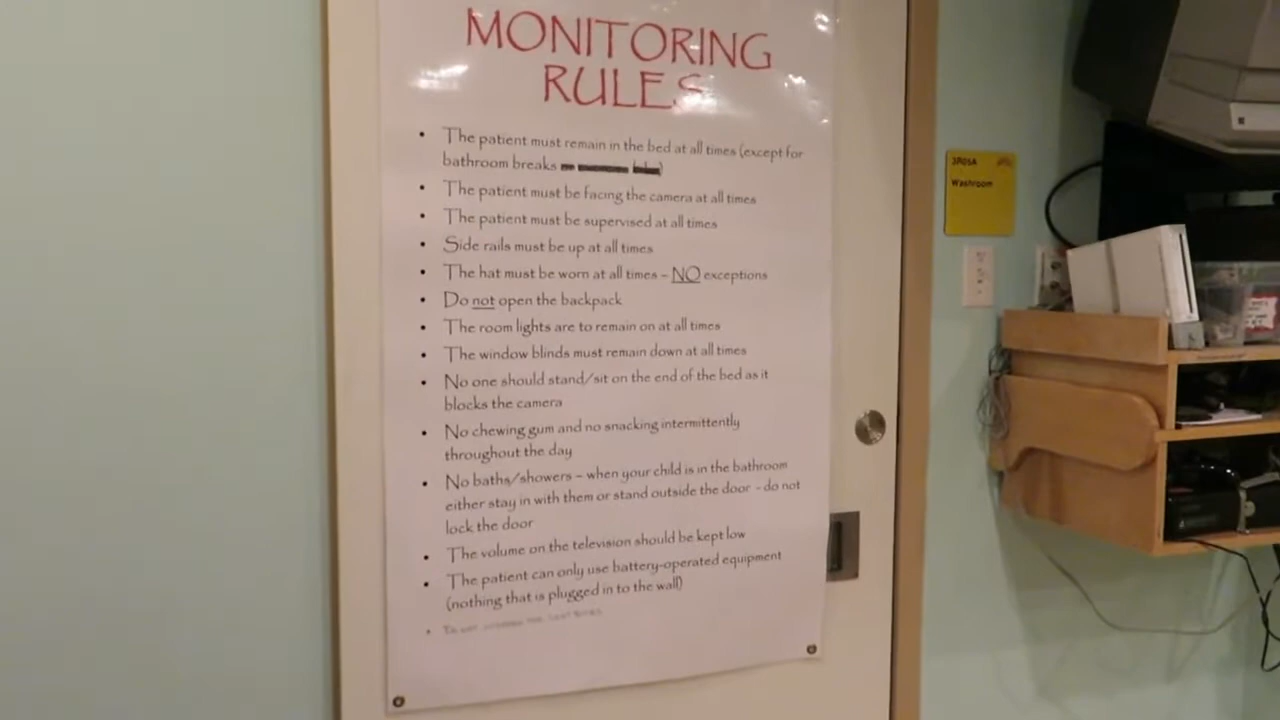 MONITORING
RULES
• The patient must remain in the bed at all times (except for
bathroom breaks )
• The patient must be facing the camera at all times
• The patient must be supervised at all times
• Side rails must be up at all times
• The hat must be worn at all times – NO exceptions
• Do not open the backpack
• The room lights are to remain on at all times
• The window blinds must remain down at all times
• No one should stand/sit on the end of the bed as it
blocks the camera
• No chewing gum and no snacking intermittently
throughout the day
• No baths/showers – when your child is in the bathroom
either stay in with them or stand outside the door - do not
lock the door
• The volume on the television should be kept low
• The patient can only use battery-operated equipment
(nothing that is plugged in to the wall)
3R05A
Washroom